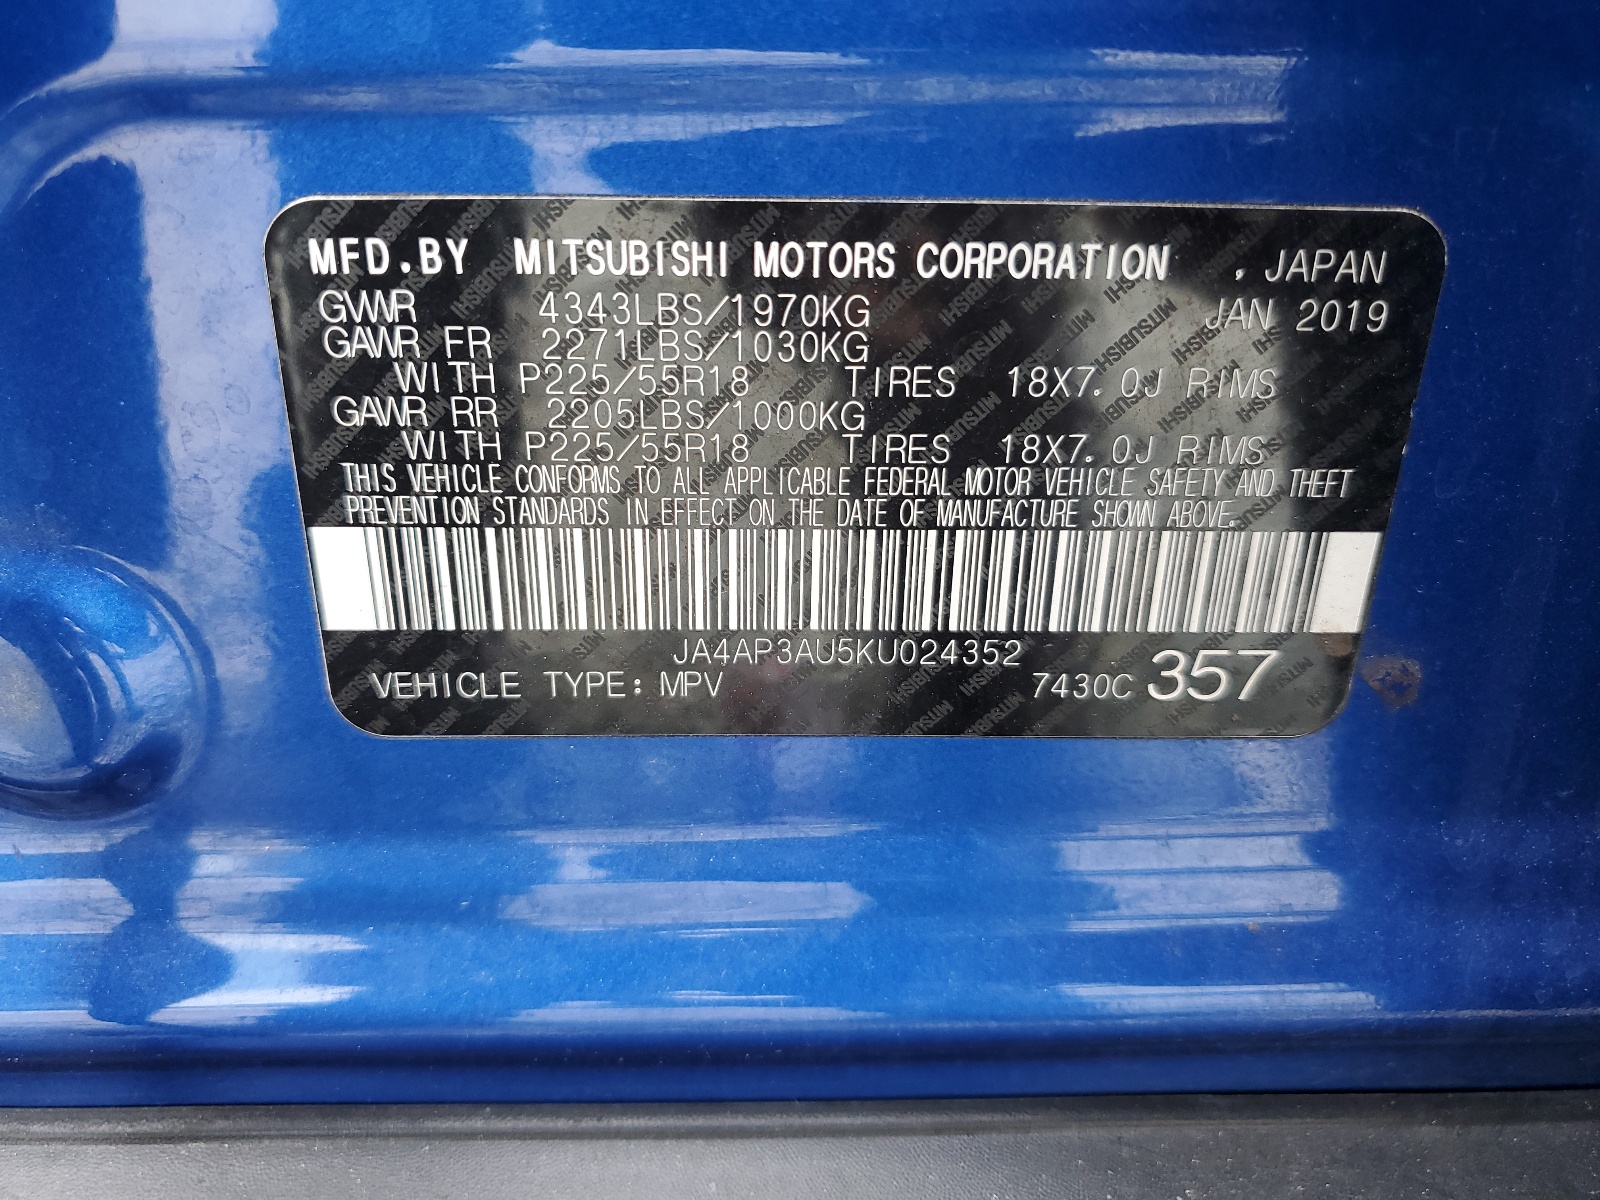 MFD.BY MITSUBISHI MOTORS CORPORATION , JAPAN
GVWR 4343LBS/1970KG JAN 2019
GAWR FR 2271LBS/1030KG
WITH P225/55R18 TIRES 18X7.0J RIMS
GAWR RR 2205LBS/1000KG
WITH P225/55R18 TIRES 18X7.0J RIMS
THIS VEHICLE CONFORMS TO ALL APPLICABLE FEDERAL MOTOR VEHICLE SAFETY AND THEFT
PREVENTION STANDARDS IN EFFECT ON THE DATE OF MANUFACTURE SHOWN ABOVE.
JA4AP3AU5KU024352
VEHICLE TYPE: MPV 7430C 357